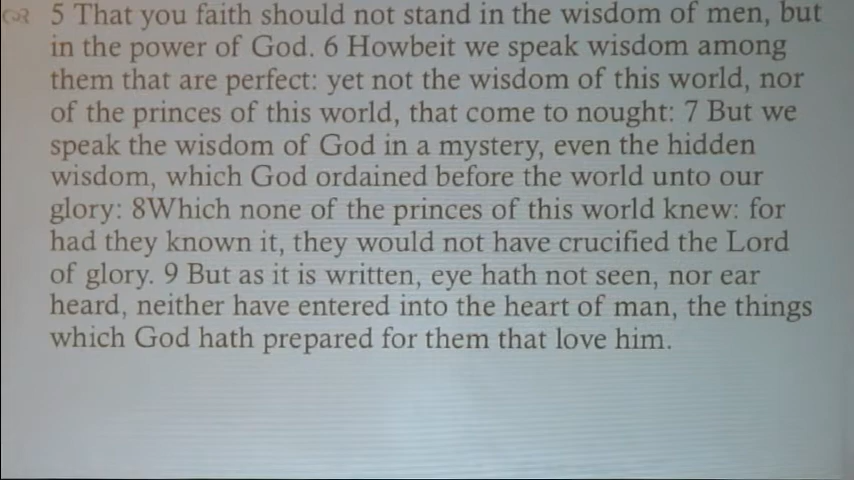 5 That you faith should not stand in the wisdom of men, but
in the power of God. 6 Howbeit we speak wisdom among
them that are perfect: yet not the wisdom of this world, nor
of the princes of this world, that come to nought: 7 But we
speak the wisdom of God in a mystery, even the hidden
wisdom, which God ordained before the world unto our
glory: 8Which none of the princes of this world knew: for
had they known it, they would not have crucified the Lord
of glory. 9 But as it is written, eye hath not seen, nor ear
heard, neither have entered into the heart of man, the things
which God hath prepared for them that love him.